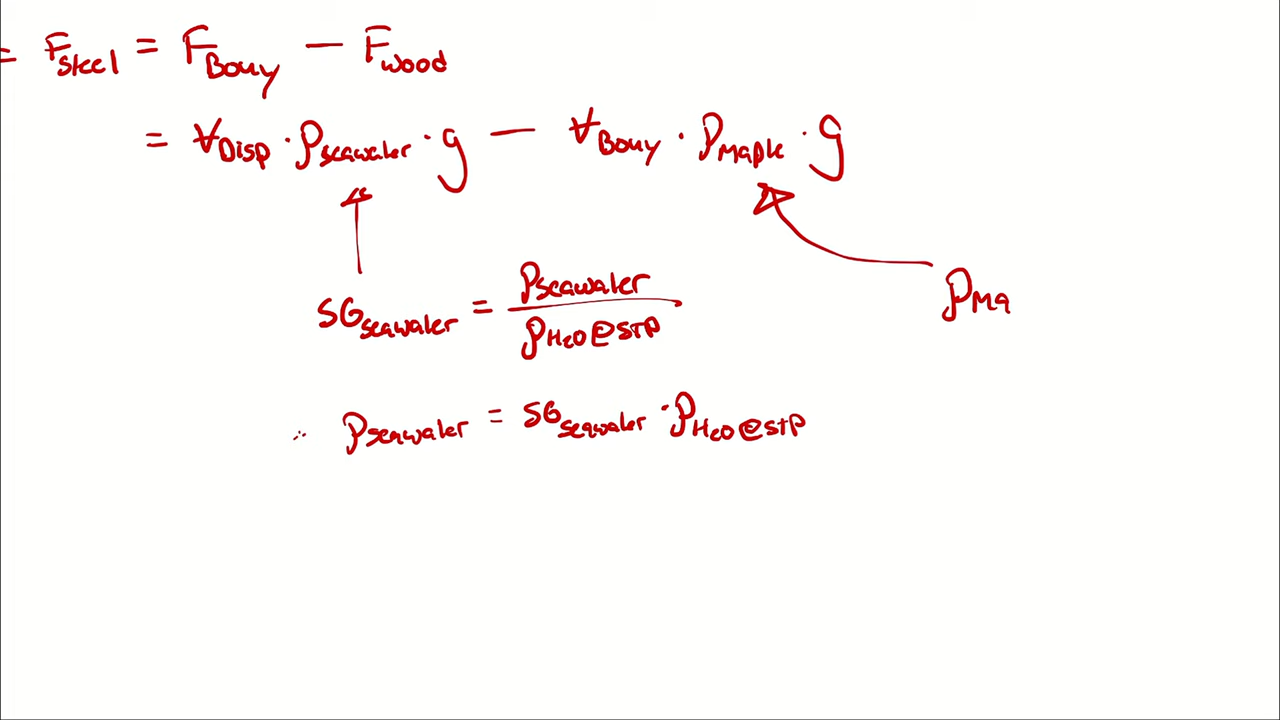 = F_Steel = F_Bouy — F_wood
= ∀_Disp · ρ_seawater · g — ∀_Bouy · ρ_Maple · g
SG_seawater = ρ_seawater / ρ_H₂O@STP
ρ_Ma
∴ ρ_seawater = SG_seawater · ρ_H₂O@STP